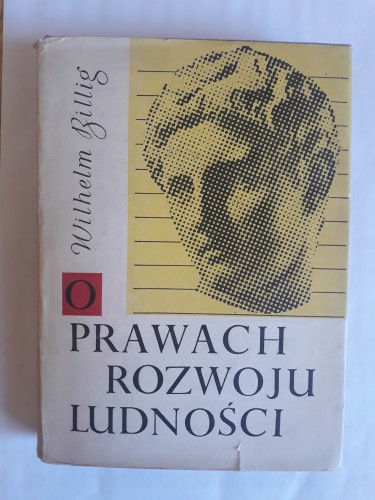 Wilhelm Billig
O
PRAWACH
ROZWOJU
LUDNOŚCI